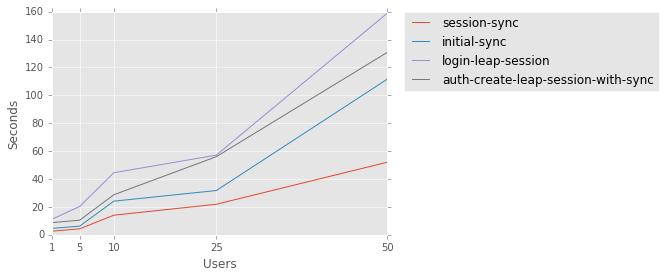 160
140
120
100
80
60
40
20
0
Seconds
1 5 10 25 50
Users
session-sync
initial-sync
login-leap-session
auth-create-leap-session-with-sync